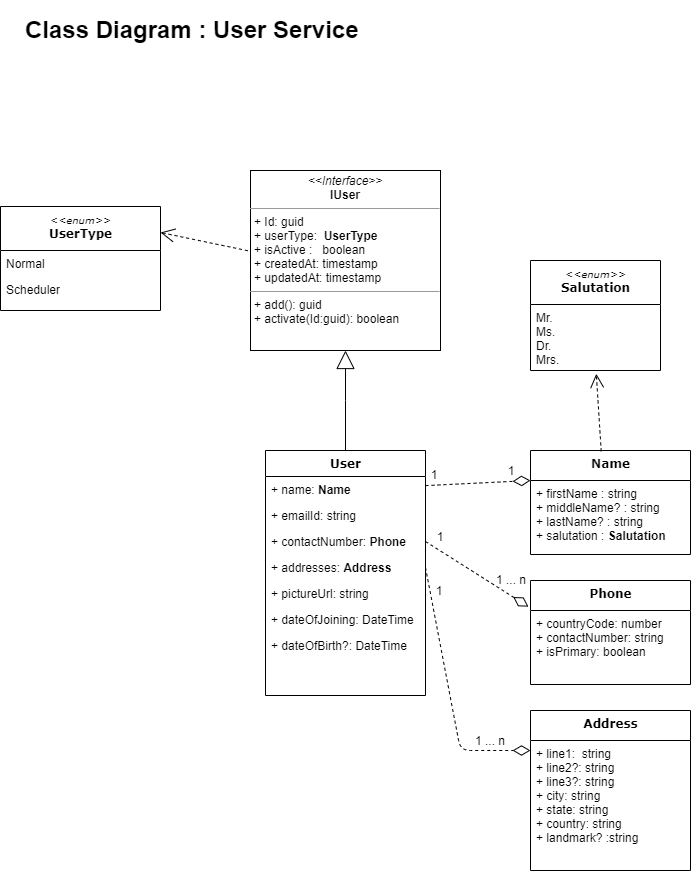 Class Diagram : User Service
<<Interface>>
IUser
+ Id: guid
+ userType: UserType
+ isActive : boolean
+ createdAt: timestamp
+ updatedAt: timestamp
+ add(): guid
+ activate(Id:guid): boolean
<<enum>>
UserType
Normal
Scheduler
<<enum>>
Salutation
Mr.
Ms.
Dr.
Mrs.
User
+ name: Name
+ emailId: string
+ contactNumber: Phone
+ addresses: Address
+ pictureUrl: string
+ dateOfJoining: DateTime
+ dateOfBirth?: DateTime
1
1
1
1 ... n
1
1 ... n
Name
+ firstName : string
+ middleName? : string
+ lastName? : string
+ salutation : Salutation
Phone
+ countryCode: number
+ contactNumber: string
+ isPrimary: boolean
Address
+ line1: string
+ line2?: string
+ line3?: string
+ city: string
+ state: string
+ country: string
+ landmark? :string